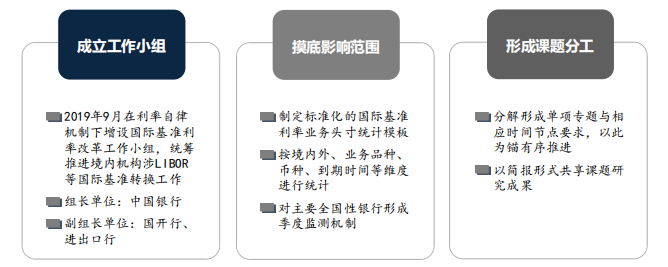 成立工作小组
2019年9月在利率自律
机制下增设国际基准利
率改革工作小组，统筹
推进境内机构涉LIBOR
等国际基准转换工作
组长单位：中国银行
副组长单位：国开行、
进出口行
摸底影响范围
制定标准化的国际基准
利率业务头寸统计模板
按境内外、业务品种、
币种、到期时间等维度
进行统计
对主要全国性银行形成
季度监测机制
形成课题分工
分解形成单项专题与相
应时间节点要求，以此
为锚有序推进
以简报形式共享课题研
究成果